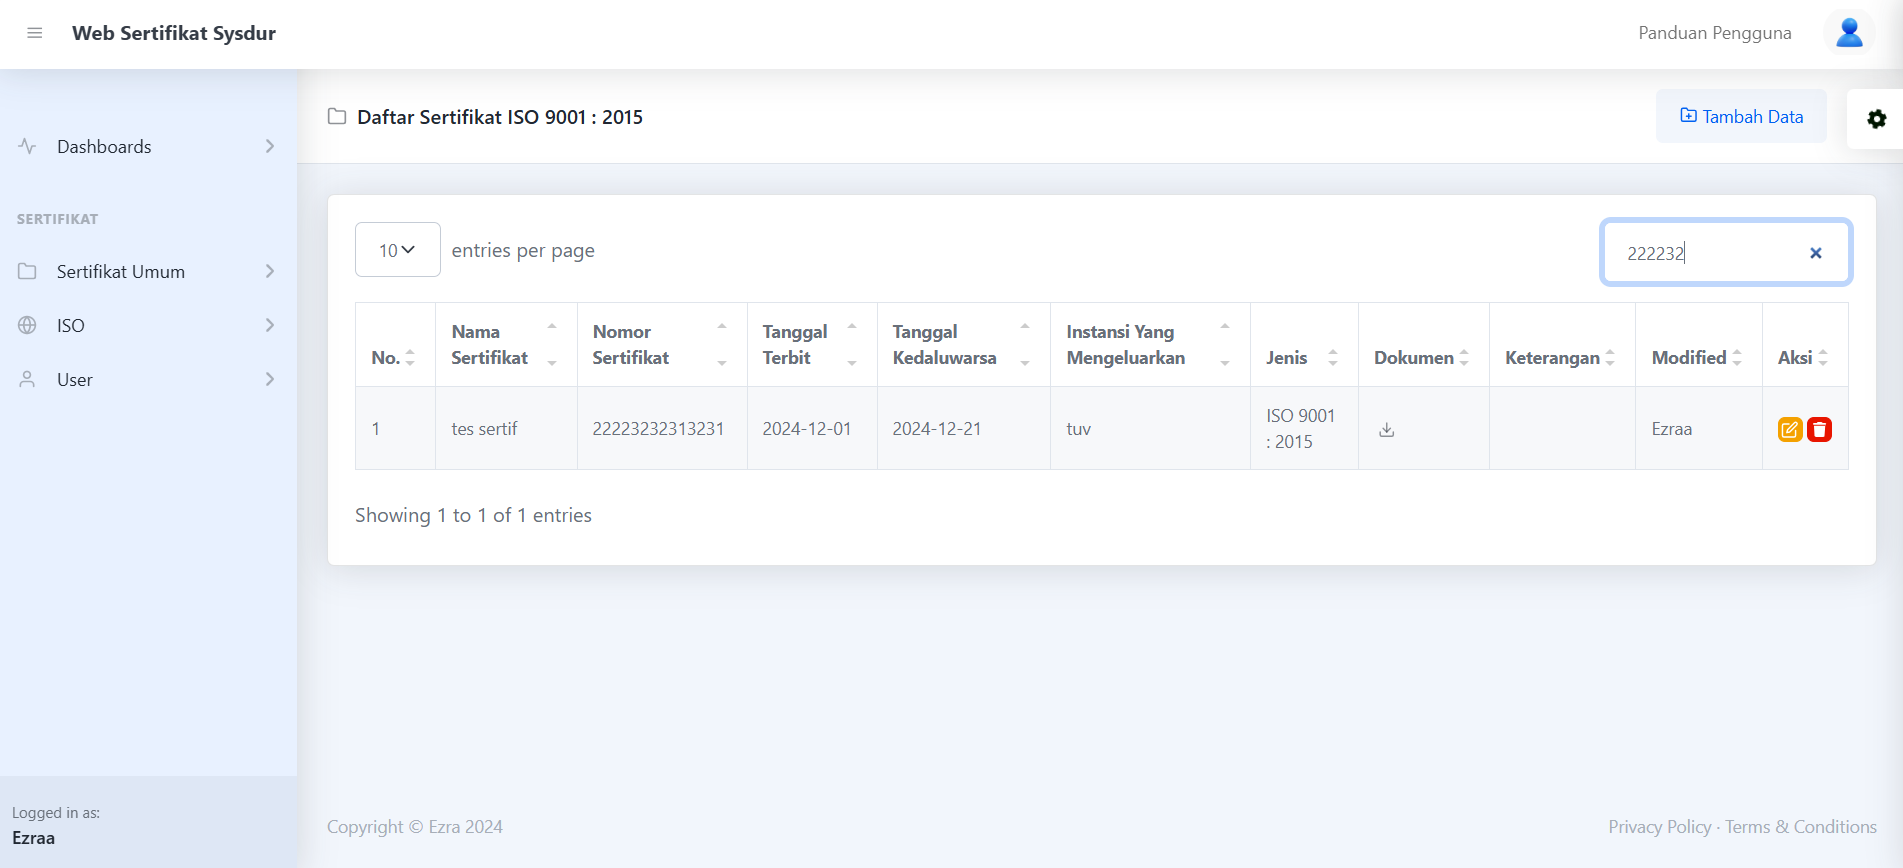 Web Sertifikat Sysdur
Panduan Pengguna
Dashboards
SERTIFIKAT
Sertifikat Umum
ISO
User
Logged in as:
Ezraa
Daftar Sertifikat ISO 9001 : 2015
Tambah Data
10 entries per page
222232
No. Nama Sertifikat Nomor Sertifikat Tanggal Terbit Tanggal Kedaluwarsa Instansi Yang Mengeluarkan Jenis Dokumen Keterangan Modified Aksi
1 tes sertif 22223232313231 2024-12-01 2024-12-21 tuv ISO 9001 : 2015 Ezraa
Showing 1 to 1 of 1 entries
Copyright © Ezra 2024
Privacy Policy · Terms & Conditions